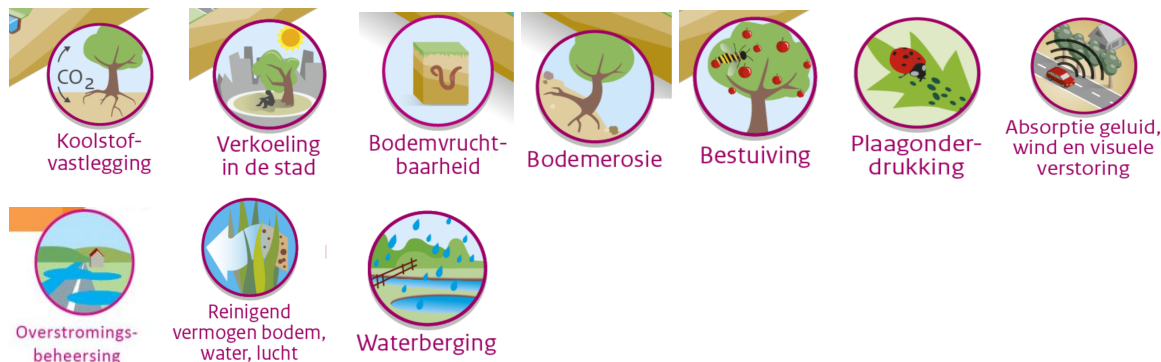 CO2
Koolstof-
vastlegging
Verkoeling
in de stad
Bodemvrucht-
baarheid
Bodemerosie
Bestuiving
Plaagonder-
drukking
Absorptie geluid,
wind en visuele
verstoring
Overstromings-
beheersing
Reinigend
vermogen bodem,
water, lucht
Waterberging